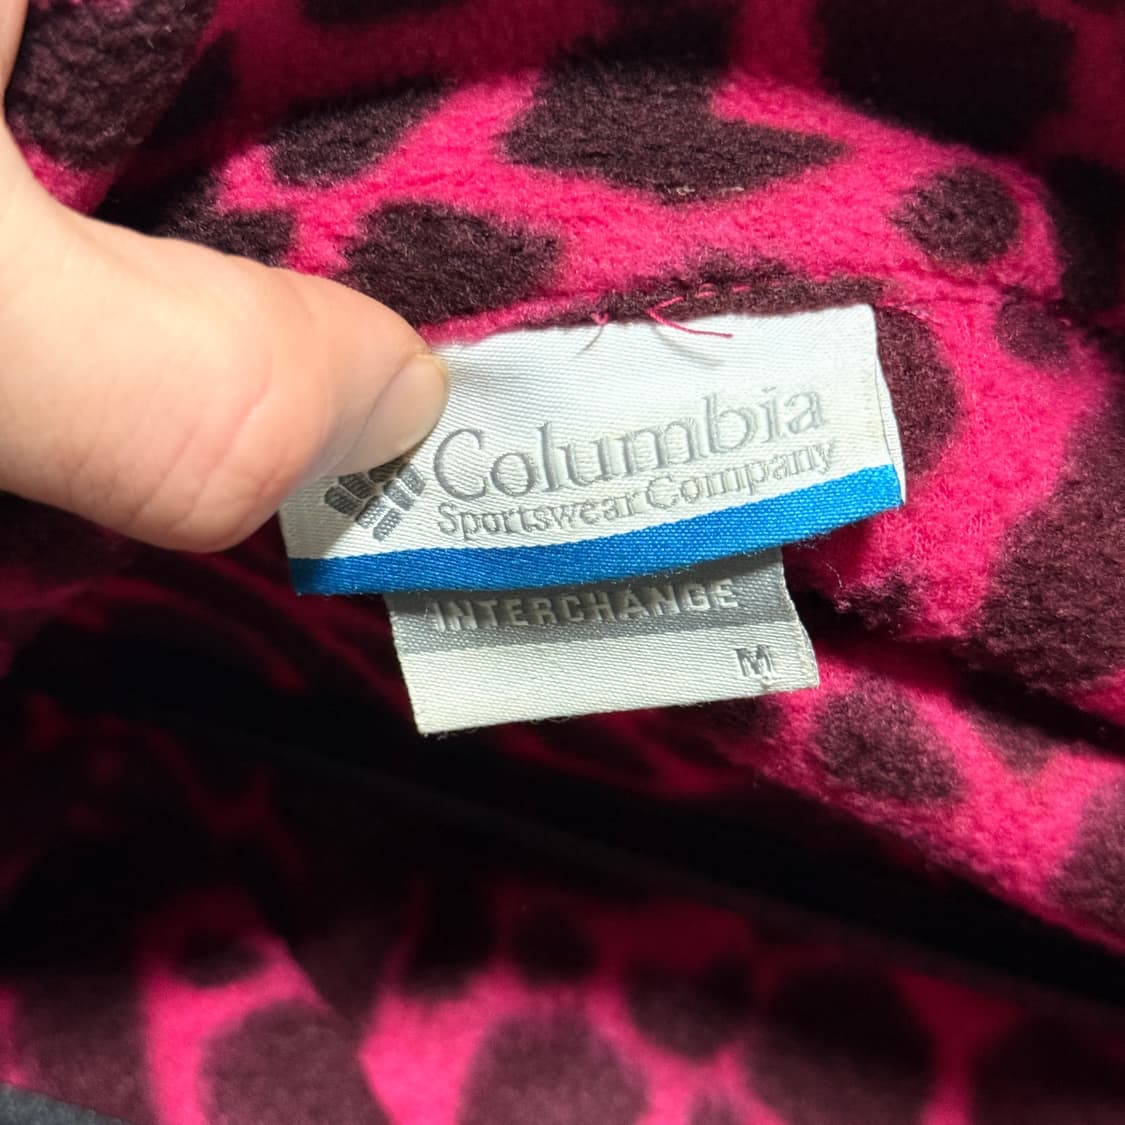 Columbia
Sportswear Company
INTERCHANGE
M